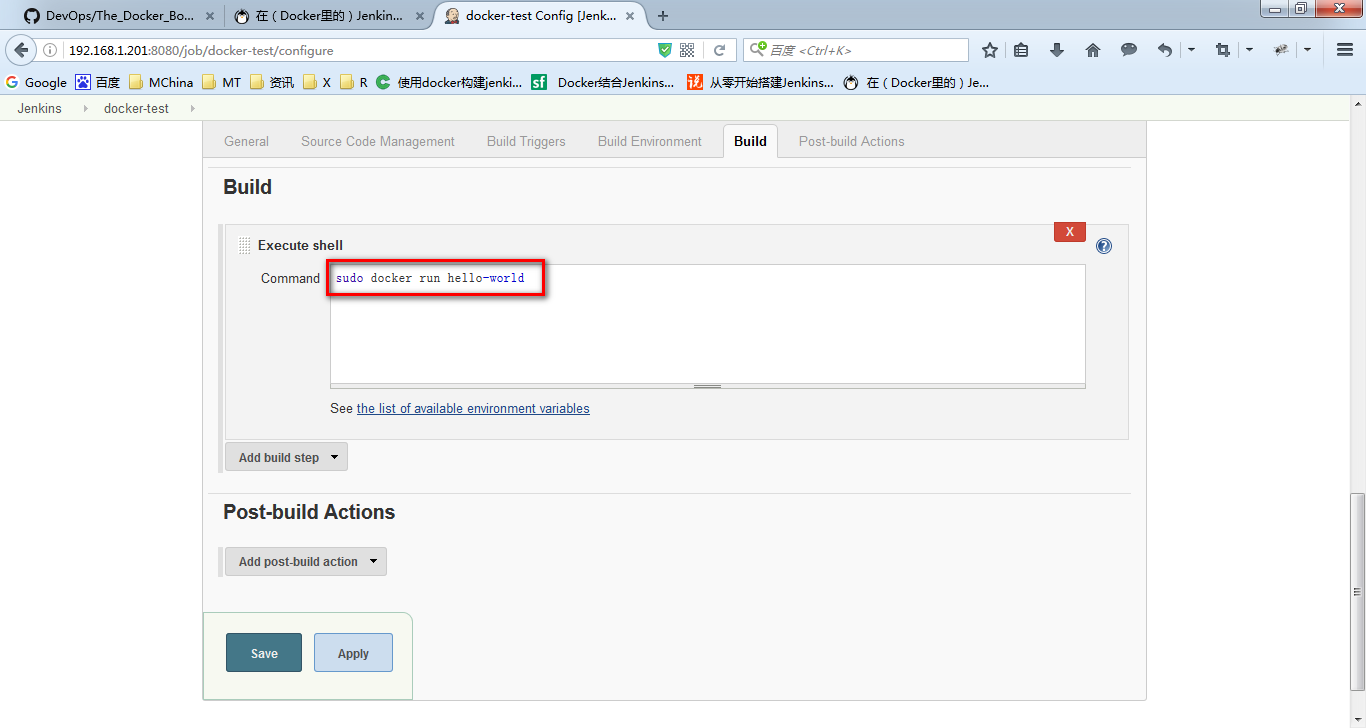 DevOps/The_Docker_Bo...
在（Docker里的）Jenkins...
docker-test Config [Jenk...
192.168.1.201:8080/job/docker-test/configure
百度 <Ctrl+K>
Google 百度 MChina MT 资讯 X R 使用docker构建jenki... sf Docker结合Jenkins... 从零开始搭建Jenkins... 在（Docker里的）Je...
Jenkins docker-test
General Source Code Management Build Triggers Build Environment Build Post-build Actions
Build
X
Execute shell
?
Command sudo docker run hello-world
See the list of available environment variables
Add build step
Post-build Actions
Add post-build action
Save Apply